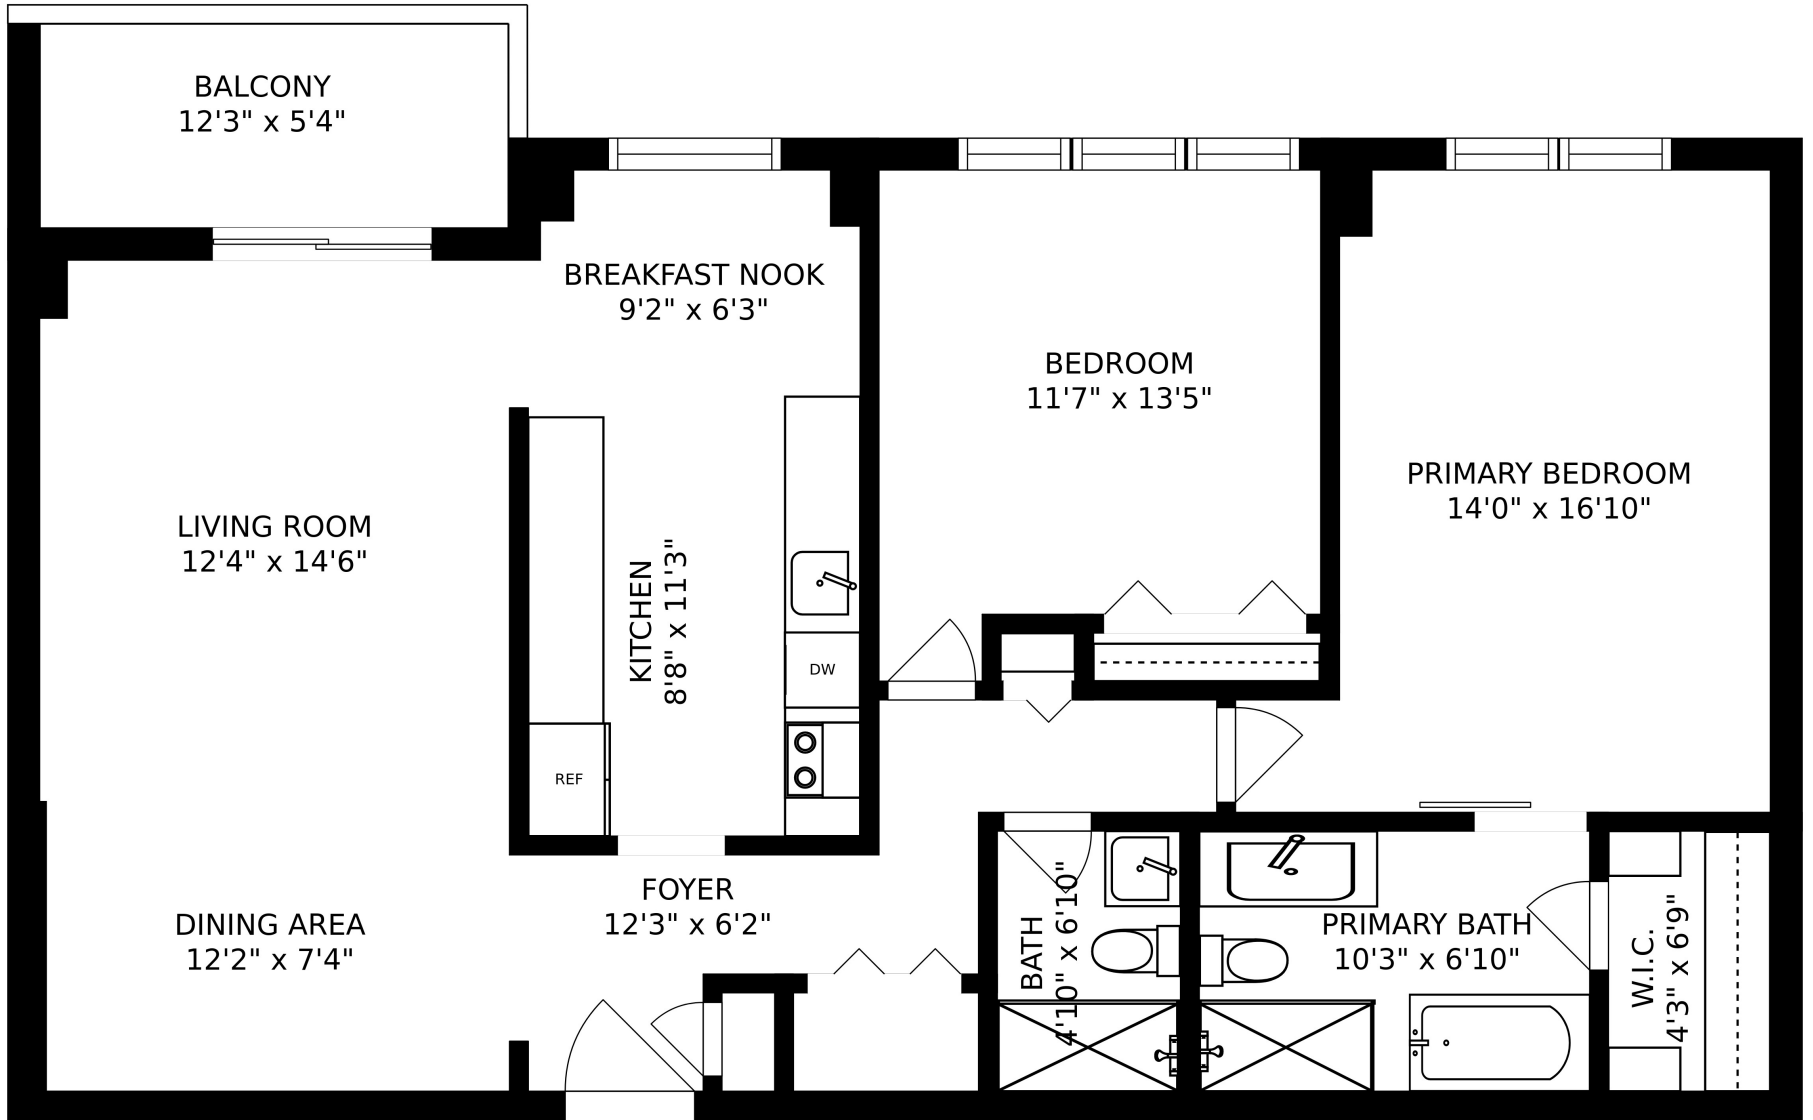 BALCONY
12'3" x 5'4"
BREAKFAST NOOK
9'2" x 6'3"
BEDROOM
11'7" x 13'5"
PRIMARY BEDROOM
14'0" x 16'10"
LIVING ROOM
12'4" x 14'6"
KITCHEN
8'8" x 11'3"
DW
REF
FOYER
12'3" x 6'2"
DINING AREA
12'2" x 7'4"
BATH
4'10" x 6'10"
PRIMARY BATH
10'3" x 6'10"
W.I.C.
4'3" x 6'9"